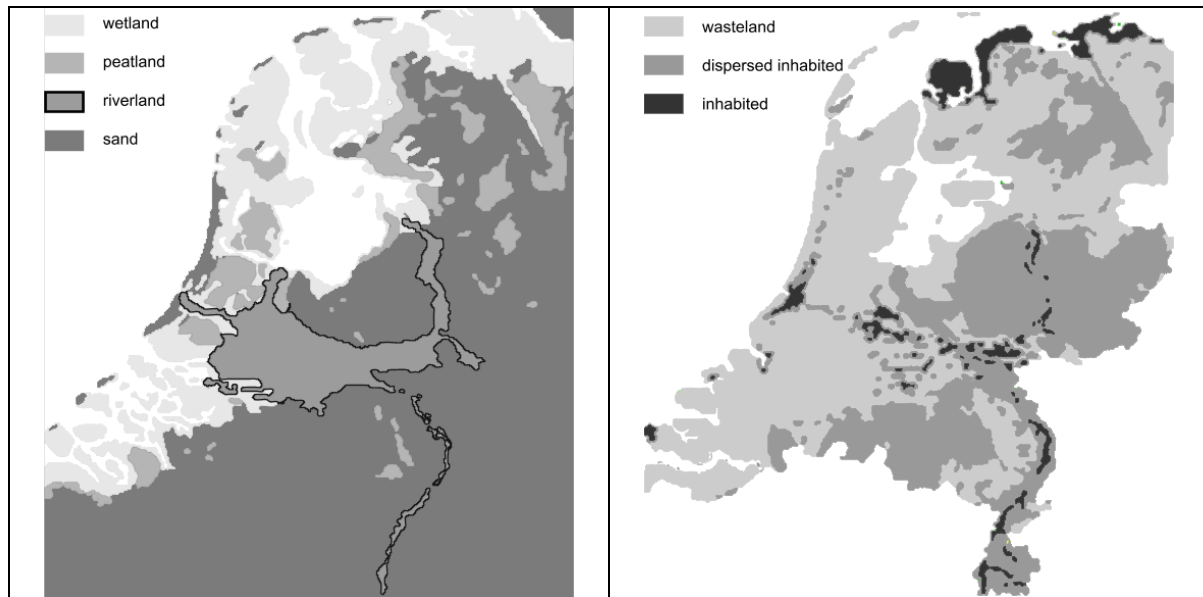 wetland
peatland
riverland
sand
wasteland
dispersed inhabited
inhabited